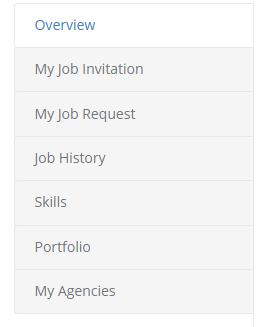 Overview
My Job Invitation
My Job Request
Job History
Skills
Portfolio
My Agencies